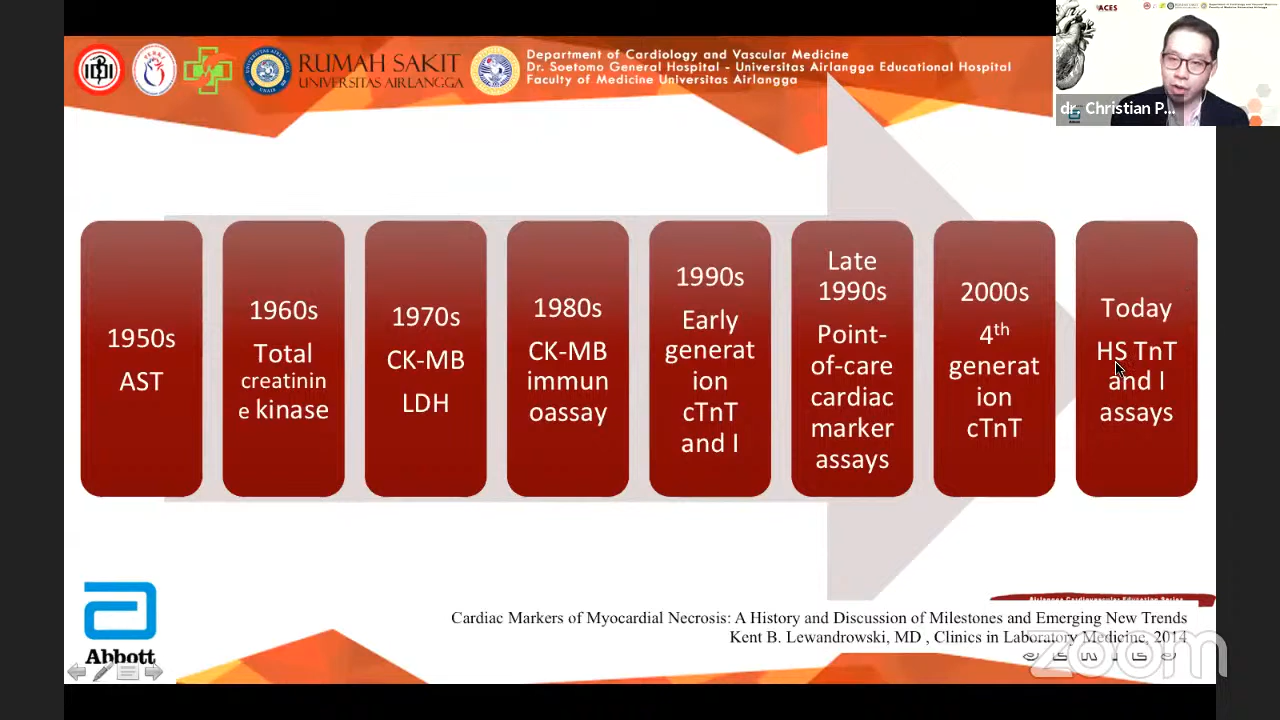 ACES
dr. Christian P...
RUMAH SAKIT
UNIVERSITAS AIRLANGGA
Department of Cardiology and Vascular Medicine
Dr. Soetomo General Hospital - Universitas Airlangga Educational Hospital
Faculty of Medicine Universitas Airlangga
1950s
AST
1960s
Total
creatinin
e kinase
1970s
CK-MB
LDH
1980s
CK-MB
immun
oassay
1990s
Early
generat
ion
cTnT
and I
Late
1990s
Point-
of-care
cardiac
marker
assays
2000s
4th
generat
ion
cTnT
Today
HS TnT
and I
assays
Abbott
Cardiac Markers of Myocardial Necrosis: A History and Discussion of Milestones and Emerging New Trends
Kent B. Lewandrowski, MD , Clinics in Laboratory Medicine, 2014
zoom